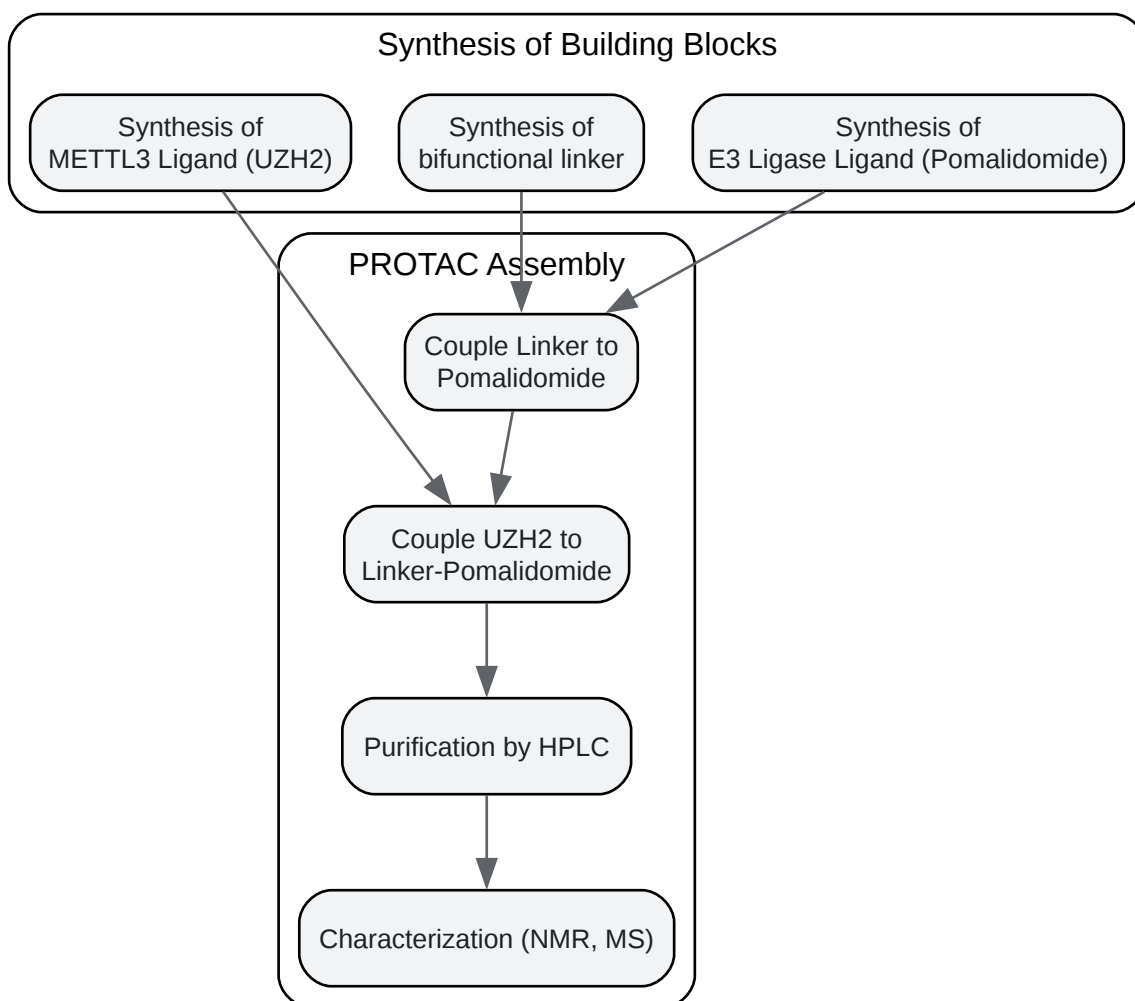 Synthesis of Building Blocks
Synthesis of
METTL3 Ligand (UZH2)
Synthesis of
bifunctional linker
Synthesis of
E3 Ligase Ligand (Pomalidomide)
PROTAC Assembly
Couple Linker to
Pomalidomide
Couple UZH2 to
Linker-Pomalidomide
Purification by HPLC
Characterization (NMR, MS)